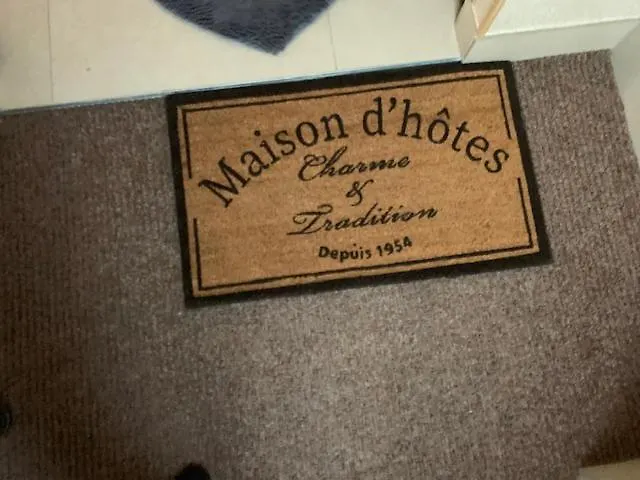 Maison d'hôtes
Charme
&
Tradition
Depuis 1954